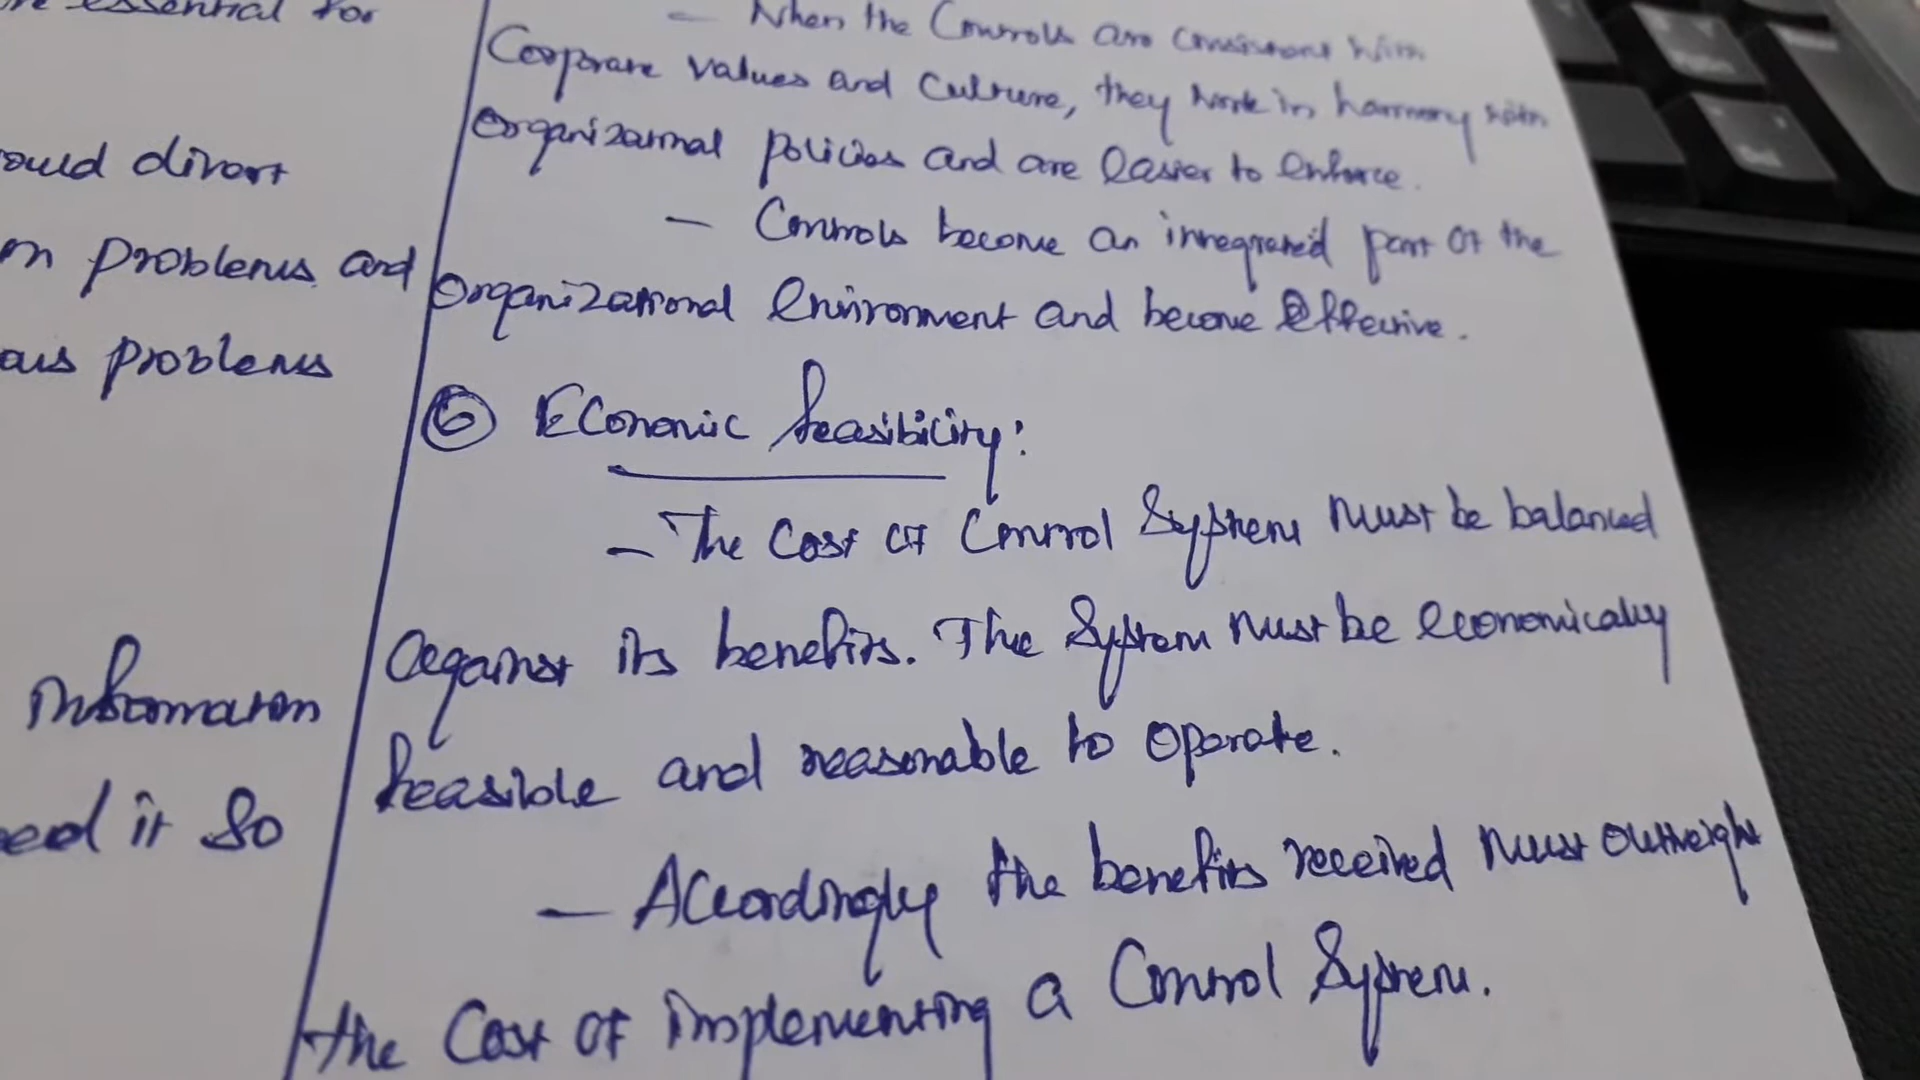 essential for
ould divert
m problems and
ous problems
information
eed it so
- When the Controls are consistent with
Corporate values and culture, they work in harmony with
Organizational policies and are easier to enforce.
- Controls become an integrated part of the
Organizational environment and become effective.
6 Economic feasibility:
- The cost of Control System must be balanced
against its benefits. The System must be economically
feasible and reasonable to operate.
- Accordingly the benefits received must outweigh
the cost of implementing a Control System.